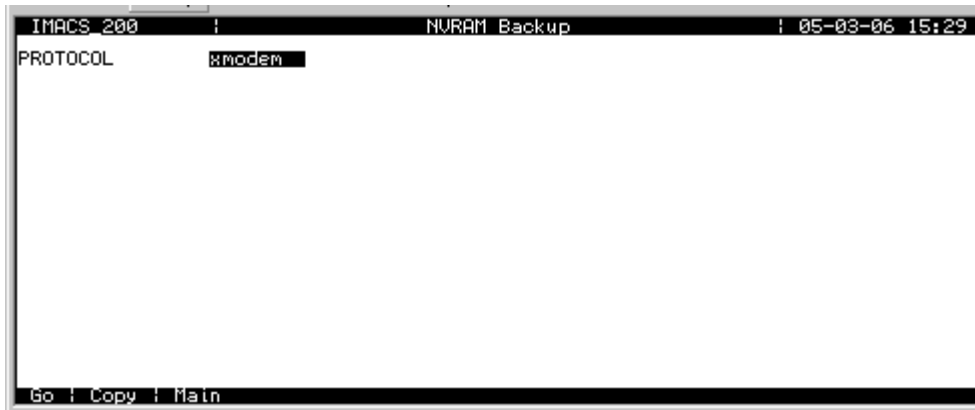 IMACS_200 ¦ NVRAM Backup ¦ 05-03-06 15:29
PROTOCOL xmodem
Go ¦ Copy ¦ Main